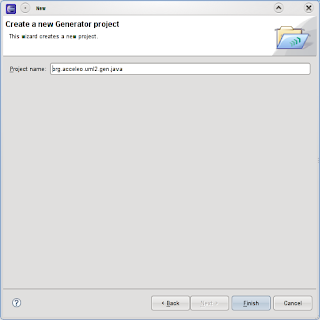 New
Create a new Generator project
This wizard creates a new project.
Project name: org.acceleo.uml2.gen.java
? < Back Next > Finish Cancel